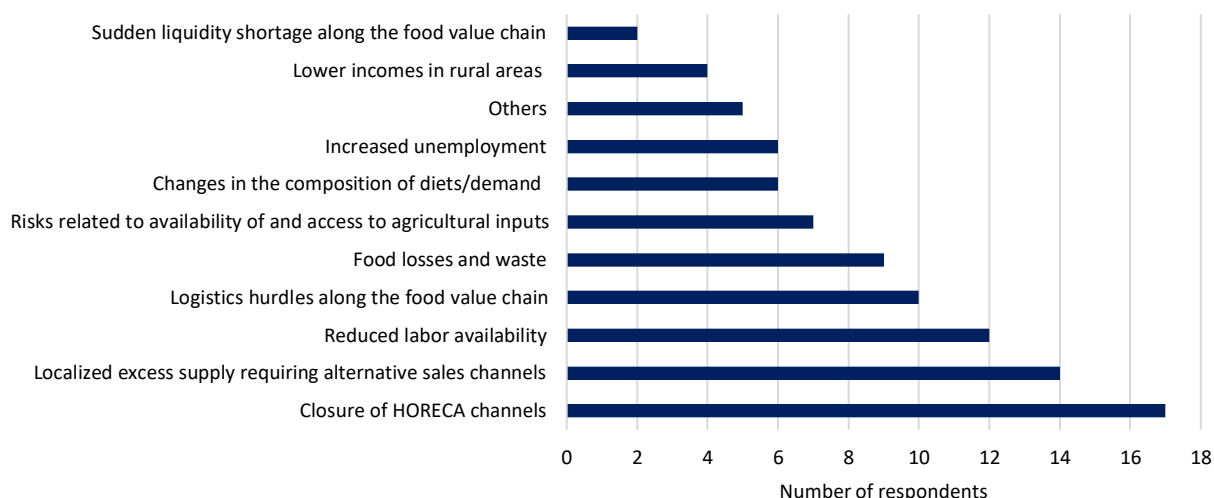 Sudden liquidity shortage along the food value chain
Lower incomes in rural areas
Others
Increased unemployment
Changes in the composition of diets/demand
Risks related to availability of and access to agricultural inputs
Food losses and waste
Logistics hurdles along the food value chain
Reduced labor availability
Localized excess supply requiring alternative sales channels
Closure of HORECA channels
0 2 4 6 8 10 12 14 16 18
Number of respondents